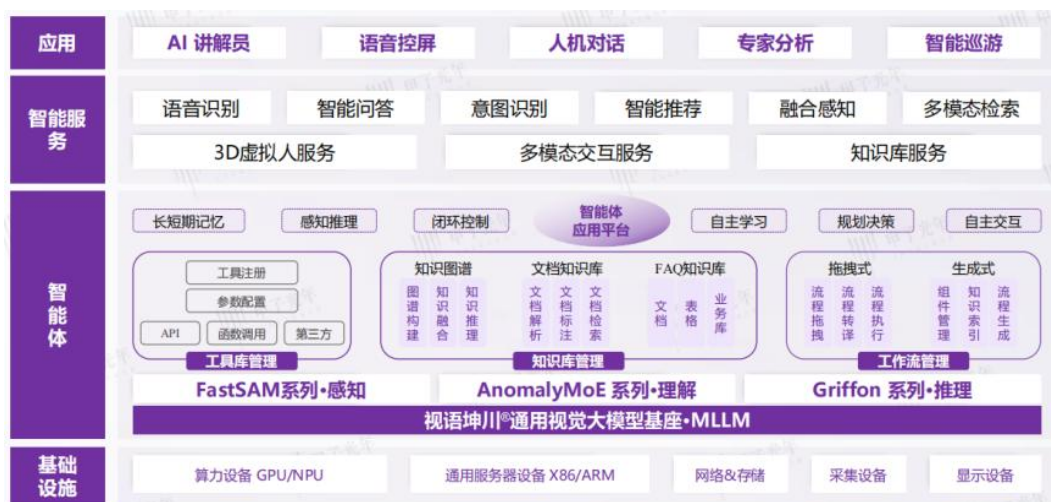 应用
AI 讲解员 语音控屏 人机对话 专家分析 智能巡游
智能服务
语音识别 智能问答 意图识别 智能推荐 融合感知 多模态检索
3D虚拟人服务 多模态交互服务 知识库服务
智能体
长短期记忆 感知推理 闭环控制 智能体应用平台 自主学习 规划决策 自主交互
工具注册
参数配置
API 函数调用 第三方
工具库管理
知识图谱 文档知识库 FAQ知识库
图谱构建 知识融合 知识推理 文档解析 文档标注 文档检索 文档 表格 业务库
知识库管理
拖拽式 生成式
流程拖拽 流程转译 流程执行 组件管理 知识索引 流程生成
工作流管理
FastSAM系列·感知 AnomalyMoE 系列·理解 Griffon 系列·推理
视语坤川®通用视觉大模型基座·MLLM
基础设施
算力设备 GPU/NPU 通用服务器设备 X86/ARM 网络&存储 采集设备 显示设备